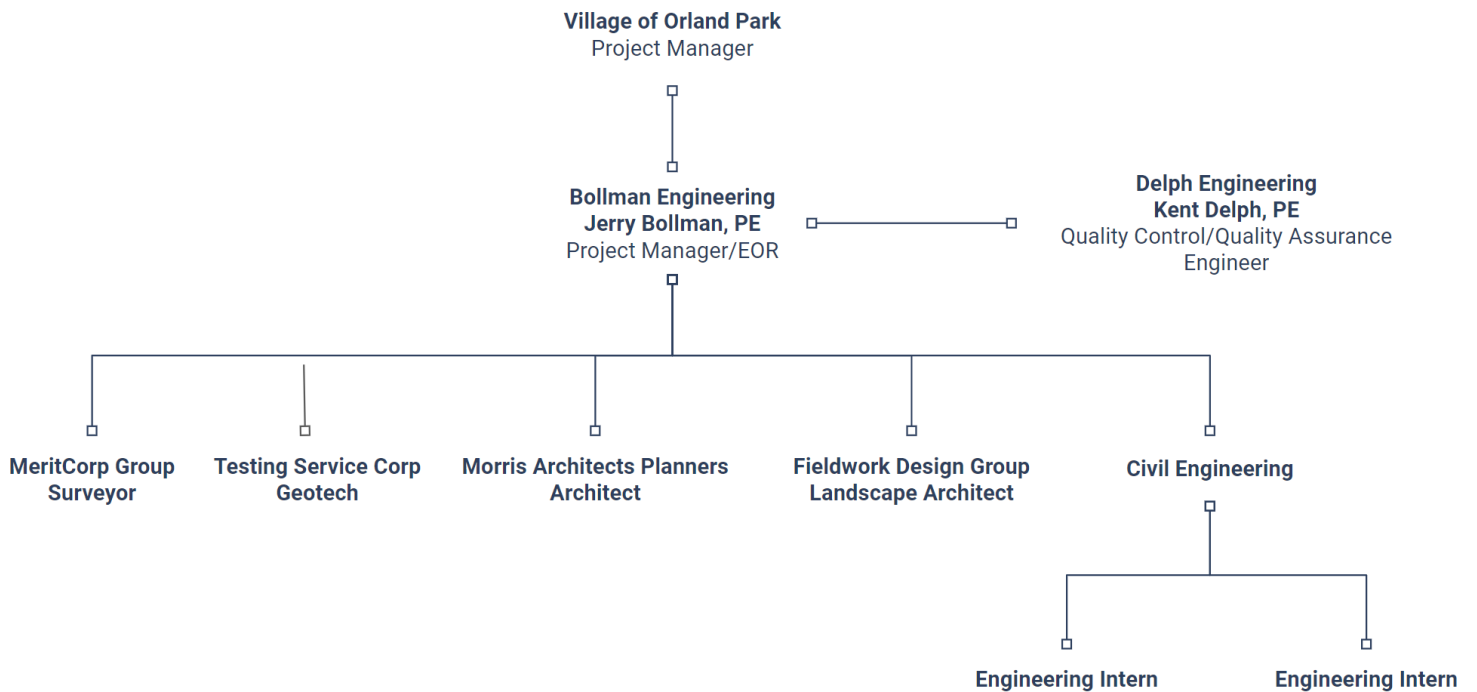 Village of Orland Park
Project Manager
Bollman Engineering
Jerry Bollman, PE
Project Manager/EOR
Delph Engineering
Kent Delph, PE
Quality Control/Quality Assurance
Engineer
MeritCorp Group
Surveyor
Testing Service Corp
Geotech
Morris Architects Planners
Architect
Fieldwork Design Group
Landscape Architect
Civil Engineering
Engineering Intern
Engineering Intern